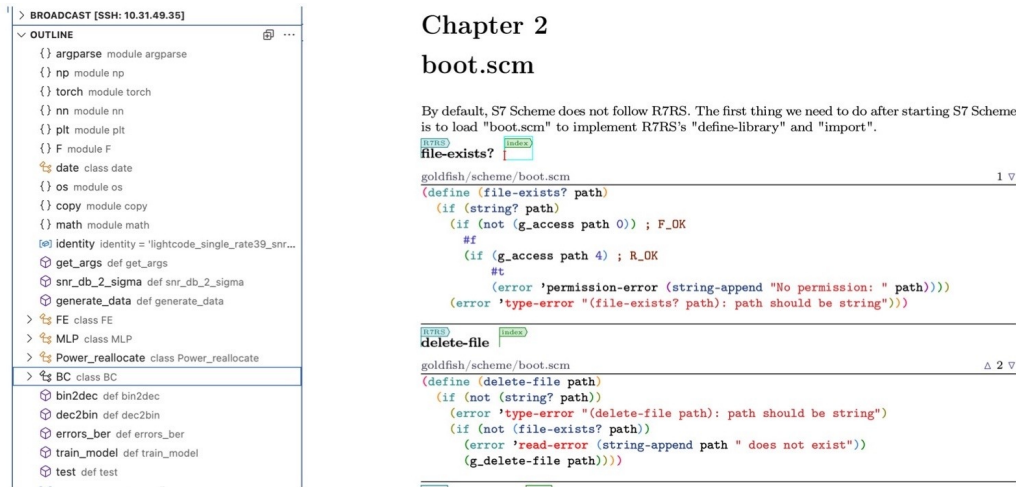 BROADCAST [SSH: 10.31.49.35]
OUTLINE
{} argparse module argparse
{} np module np
{} torch module torch
{} nn module nn
{} plt module plt
{} F module F
date class date
{} os module os
{} copy module copy
{} math module math
identity identity = 'lightcode_single_rate39_snr...
get_args def get_args
snr_db_2_sigma def snr_db_2_sigma
generate_data def generate_data
FE class FE
MLP class MLP
Power_reallocate class Power_reallocate
BC class BC
bin2dec def bin2dec
dec2bin def dec2bin
errors_ber def errors_ber
train_model def train_model
test def test
Chapter 2
boot.scm
By default, S7 Scheme does not follow R7RS. The first thing we need to do after starting S7 Scheme
is to load "boot.scm" to implement R7RS's "define-library" and "import".
R7RS index
file-exists?
goldfish/scheme/boot.scm 1 ▽
(define (file-exists? path)
(if (string? path)
(if (not (g_access path 0)) ; F_OK
#f
(if (g_access path 4) ; R_OK
#t
(error 'permission-error (string-append "No permission: " path))))
(error 'type-error "(file-exists? path): path should be string")))
R7RS index
delete-file
goldfish/scheme/boot.scm △ 2 ▽
(define (delete-file path)
(if (not (string? path))
(error 'type-error "(delete-file path): path should be string")
(if (not (file-exists? path))
(error 'read-error (string-append path " does not exist"))
(g_delete-file path))))